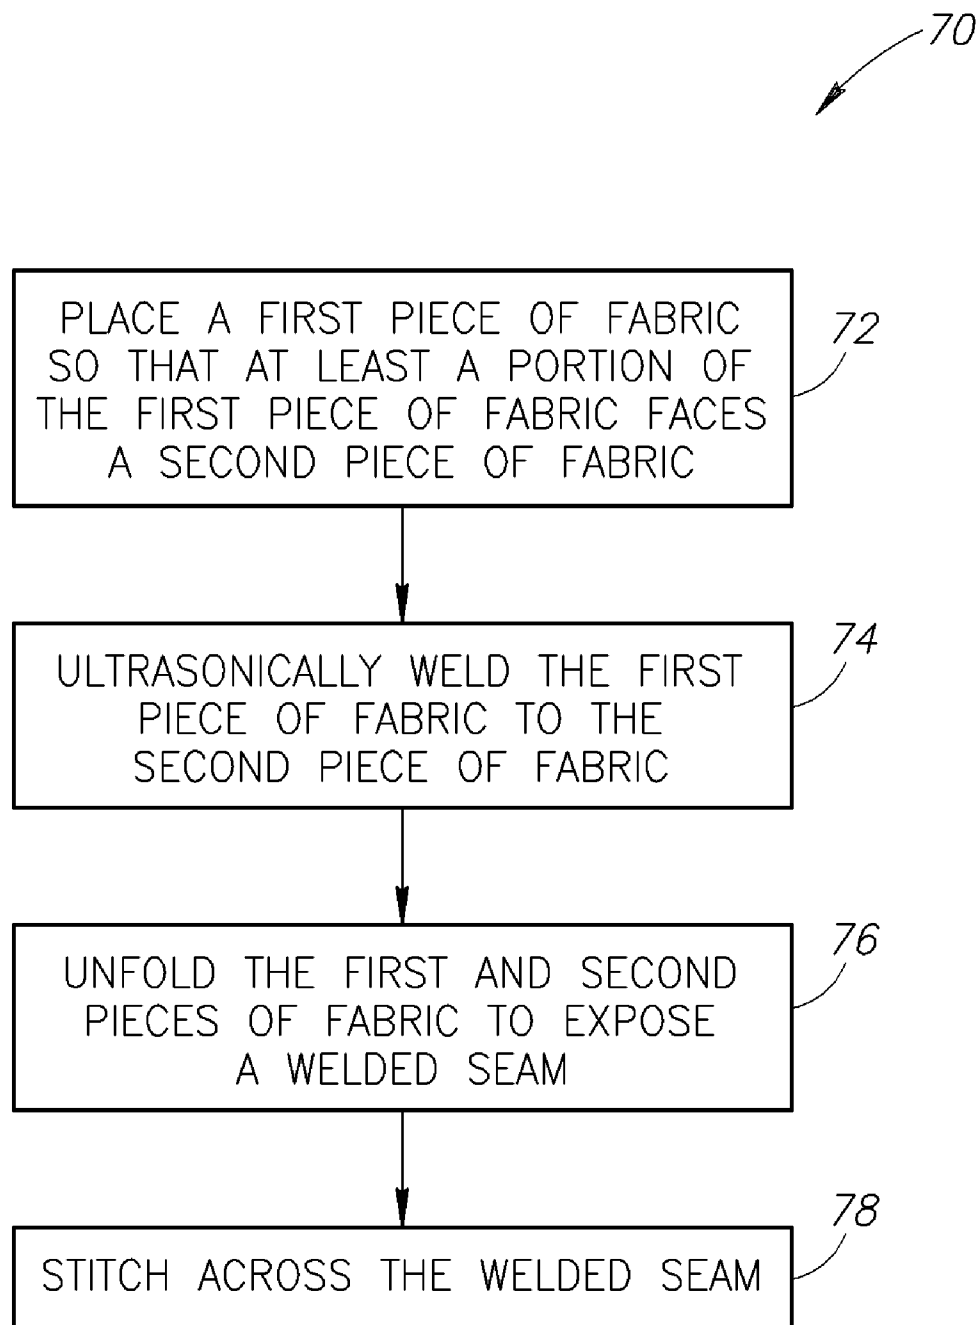 70
PLACE A FIRST PIECE OF FABRIC
SO THAT AT LEAST A PORTION OF
THE FIRST PIECE OF FABRIC FACES
A SECOND PIECE OF FABRIC
72
ULTRASONICALLY WELD THE FIRST
PIECE OF FABRIC TO THE
SECOND PIECE OF FABRIC
74
UNFOLD THE FIRST AND SECOND
PIECES OF FABRIC TO EXPOSE
A WELDED SEAM
76
STITCH ACROSS THE WELDED SEAM
78